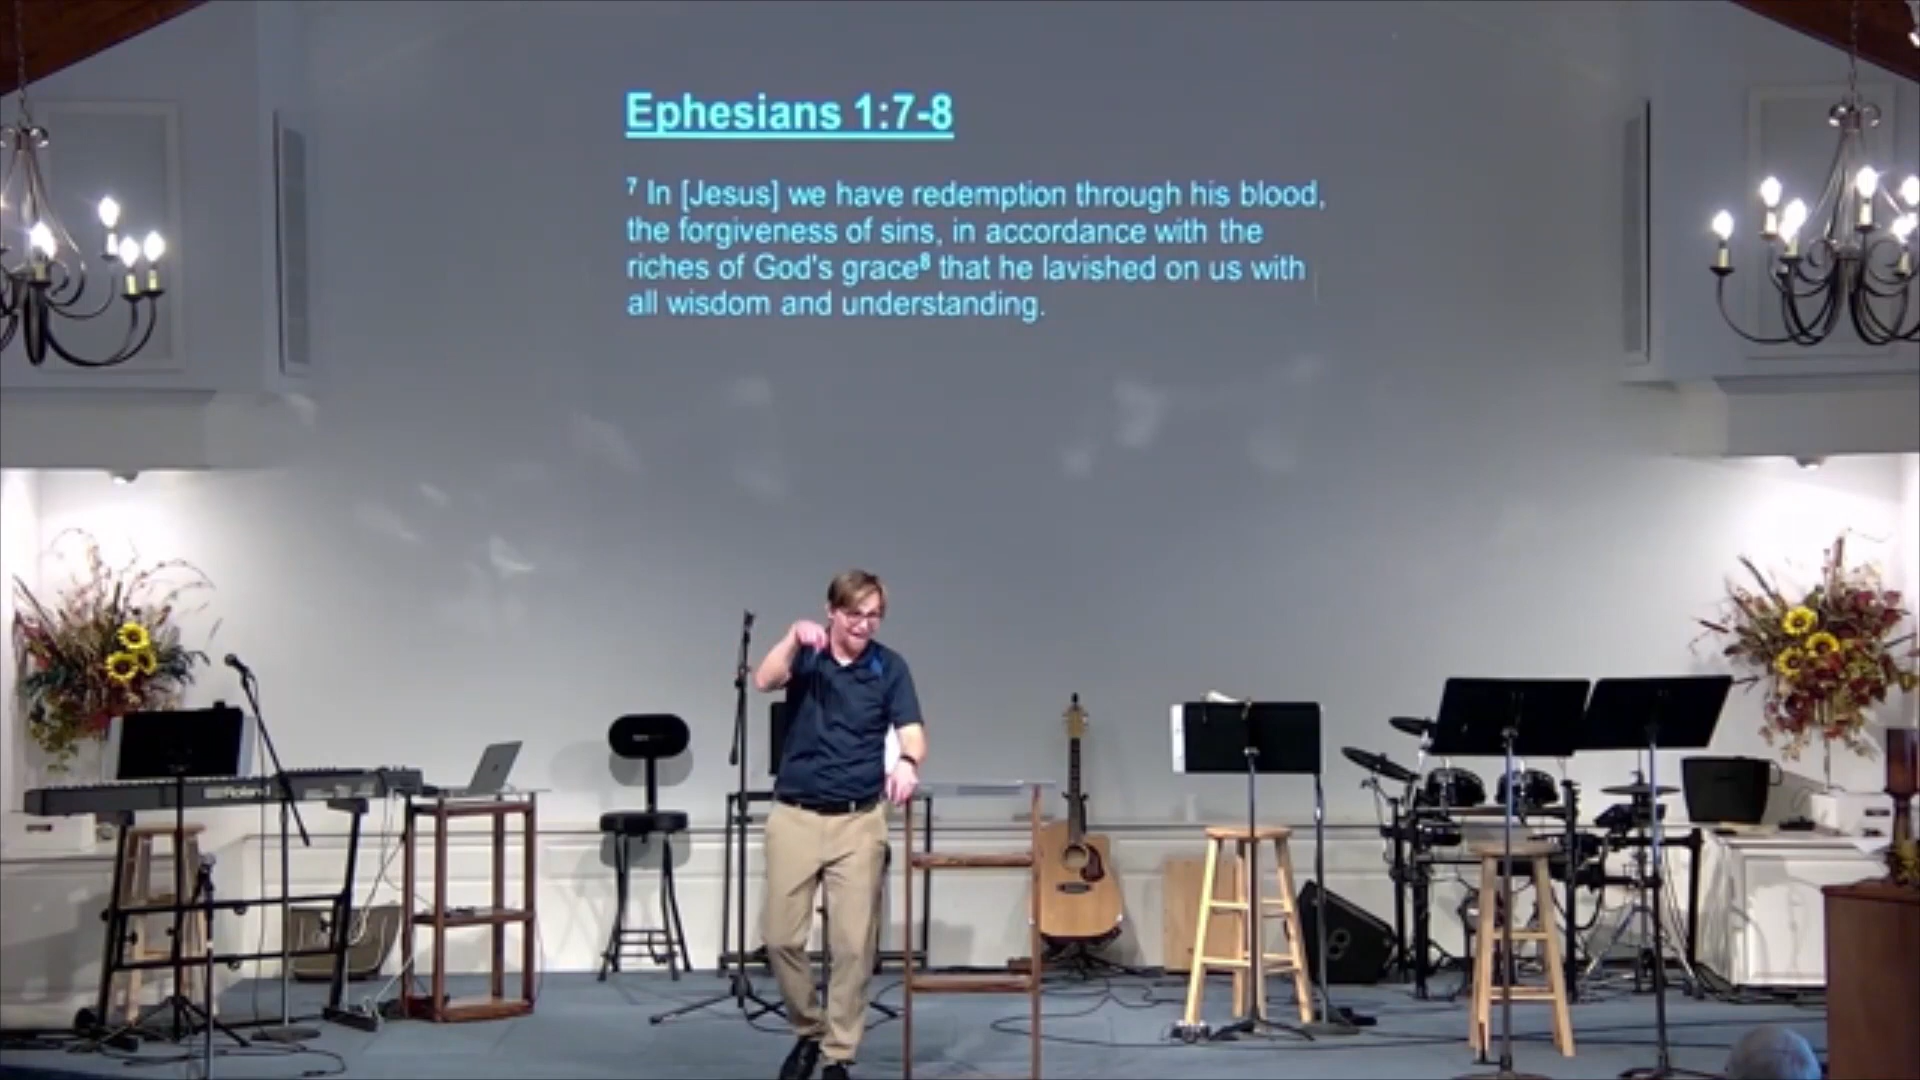 Ephesians 1:7-8
⁷ In [Jesus] we have redemption through his blood,
the forgiveness of sins, in accordance with the
riches of God's grace⁸ that he lavished on us with
all wisdom and understanding.
Roland